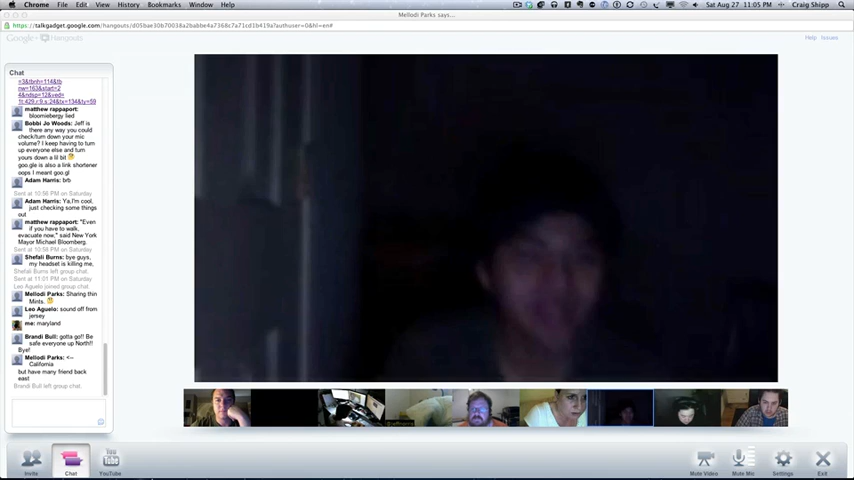 Chrome File Edit View History Bookmarks Window Help
Sat Aug 27 11:05 PM Craig Shipp
Mellodi Parks says...
https://talkgadget.google.com/hangouts/
Google Hangouts
Help Issues
Chat
matthew rappaport:
bloomiebergy lied
Bobbi Jo Woods: Jeff is
there any way you could
check/turn down your mic
volume? I keep having to turn
up everyone else and turn
yours down a lil bit
goo.gle is also a link shortener
oops I meant goo.gl
Adam Harris: brb
Sent at 10:56 PM on Saturday
Adam Harris: Ya,I'm cool,
just checking some things
out
matthew rappaport: "Even
if you have to walk,
evacuate now," said New York
Mayor Michael Bloomberg.
Sent at 10:58 PM on Saturday
Shefali Burns: bye guys,
my headset is killing me.
Shefali Burns left group chat.
Sent at 11:01 PM on Saturday
Leo Aguelo joined group chat.
Mellodi Parks: Sharing thin
Mints.
Leo Aguelo: sound off from
jersey
me: maryland
Brandi Bull: gotta go!! Be
safe everyone up North!!
Bye!
Mellodi Parks: <--
California
but have many friend back
east
Brandi Bull left group chat.
Invite
Chat
You Tube
YouTube
Mute Video
Mute Mic
Settings
Exit